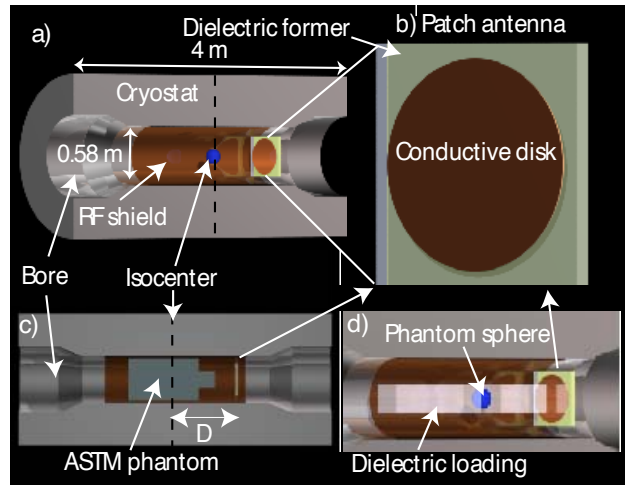 a)
Dielectric former
b) Patch antenna
4 m
Cryostat
0.58 m
Conductive disk
RF shield
Bore
Isocenter
c)
d)
Phantom sphere
D
ASTM phantom
Dielectric loading